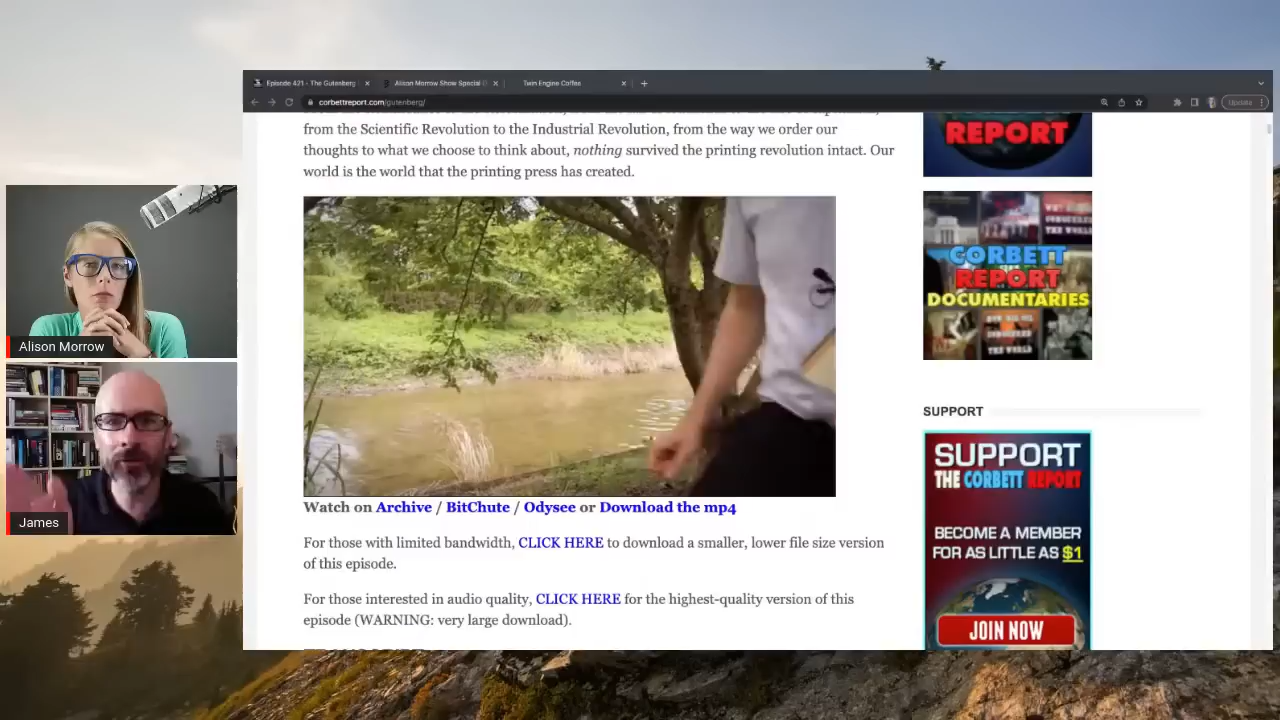 Episode 421 - The Gutenberg
Alison Morrow Show Special
Twin Engine Coffee
corbettreport.com/gutenberg/
Update
from the Scientific Revolution to the Industrial Revolution, from the way we order our
thoughts to what we choose to think about, nothing survived the printing revolution intact. Our
world is the world that the printing press has created.
REPORT
CORBETT
REPORT
DOCUMENTARIES
Watch on Archive / BitChute / Odysee or Download the mp4
For those with limited bandwidth, CLICK HERE to download a smaller, lower file size version
of this episode.
For those interested in audio quality, CLICK HERE for the highest-quality version of this
episode (WARNING: very large download).
SUPPORT
SUPPORT
THE CORBETT REPORT
BECOME A MEMBER
FOR AS LITTLE AS $1
JOIN NOW
Alison Morrow
James